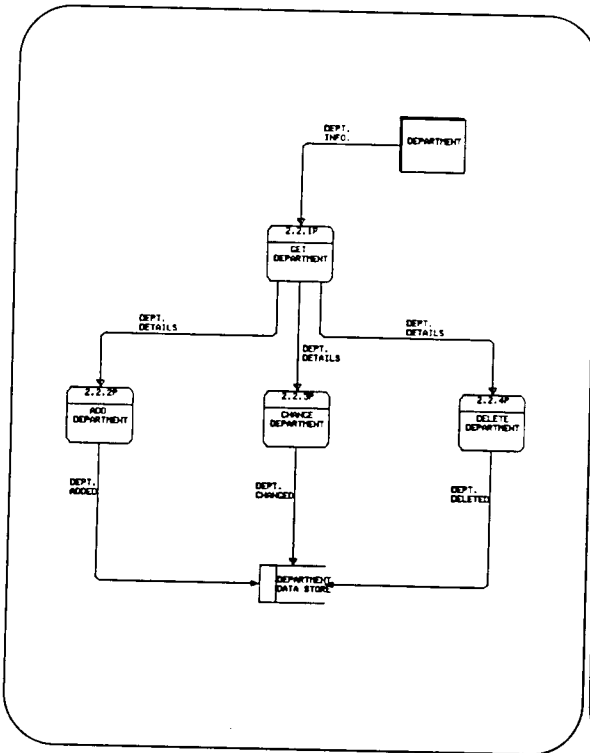 DEPT.
INFO.
DEPARTMENT
2.2.1P
GET
DEPARTMENT
DEPT.
DETAILS
DEPT.
DETAILS
DEPT.
DETAILS
2.2.2P
ADD
DEPARTMENT
2.2.3P
CHANGE
DEPARTMENT
2.2.4P
DELETE
DEPARTMENT
DEPT.
ADDED
DEPT.
CHANGED
DEPT.
DELETED
DEPARTMENT
DATA STORE